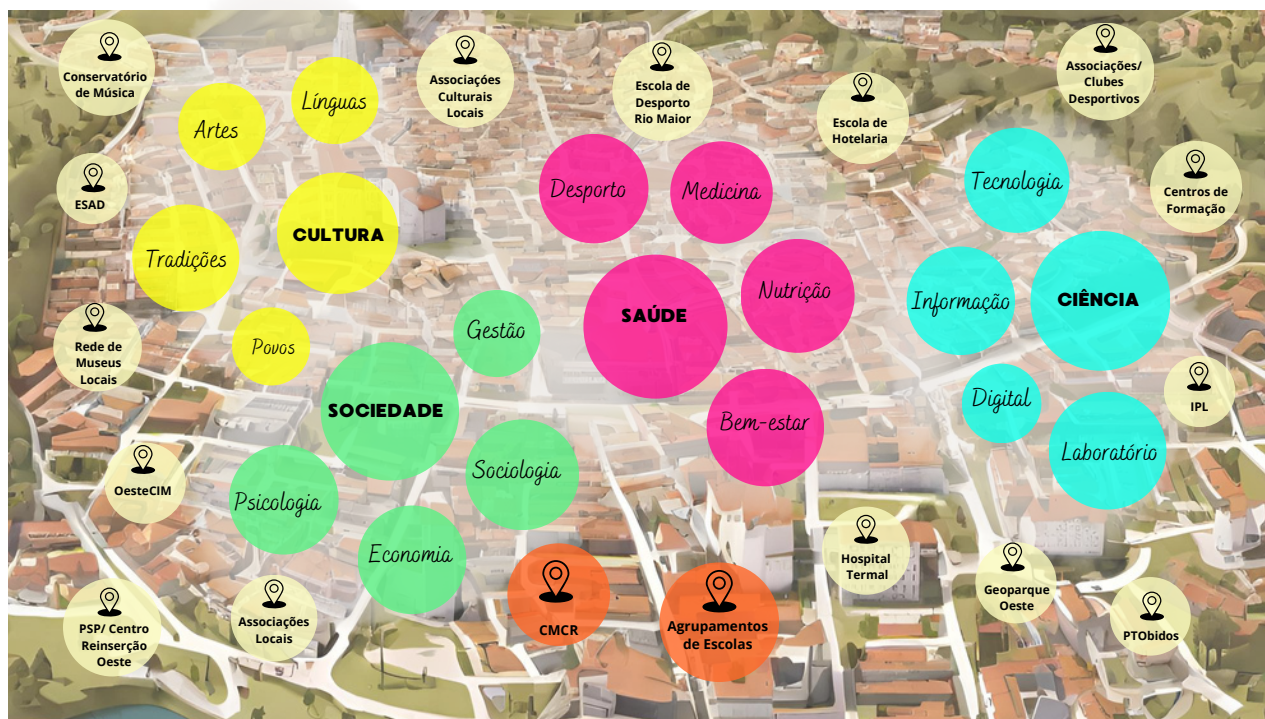 Conservatório
de Música
Artes
Línguas
Associações
Culturais
Locais
Escola de
Desporto
Rio Maior
Escola de
Hotelaria
Associações/
Clubes
Desportivos
ESAD
Tradições
CULTURA
Desporto
Medicina
Tecnologia
Centros de
Formação
Rede de
Museus
Locais
Povos
Gestão
SAÚDE
Nutrição
Informação
CIÊNCIA
SOCIEDADE
Sociologia
Bem-estar
Digital
Laboratório
IPL
OesteCIM
Psicologia
Economia
Hospital
Termal
Geoparque
Oeste
PTObidos
PSP/ Centro
Reinserção
Oeste
Associações
Locais
CMCR
Agrupamentos
de Escolas